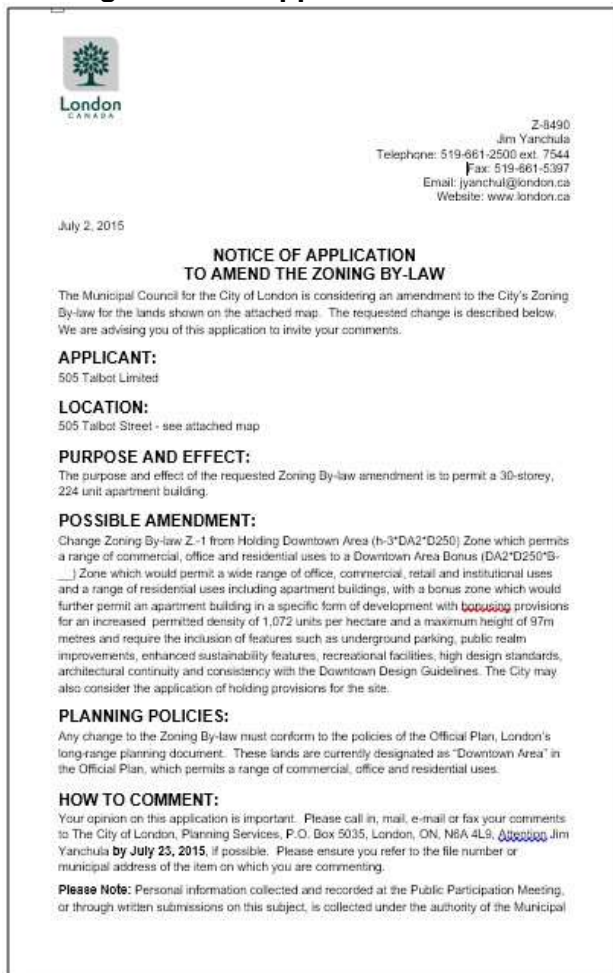 London
CANADA
Z-8490
Jim Yanchula
Telephone: 519-661-2500 ext. 7544
Fax: 519-661-5397
Email: jyanchul@london.ca
Website: www.london.ca
July 2, 2015
NOTICE OF APPLICATION
TO AMEND THE ZONING BY-LAW
The Municipal Council for the City of London is considering an amendment to the City's Zoning
By-law for the lands shown on the attached map. The requested change is described below.
We are advising you of this application to invite your comments.
APPLICANT:
505 Talbot Limited
LOCATION:
505 Talbot Street - see attached map
PURPOSE AND EFFECT:
The purpose and effect of the requested Zoning By-law amendment is to permit a 30-storey,
224 unit apartment building.
POSSIBLE AMENDMENT:
Change Zoning By-law Z.-1 from Holding Downtown Area (h-3*DA2*D250) Zone which permits
a range of commercial, office and residential uses to a Downtown Area Bonus (DA2*D250*B-
__) Zone which would permit a wide range of office, commercial, retail and institutional uses
and a range of residential uses including apartment buildings, with a bonus zone which would
further permit an apartment building in a specific form of development with bonusing provisions
for an increased permitted density of 1,072 units per hectare and a maximum height of 97m
metres and require the inclusion of features such as underground parking, public realm
improvements, enhanced sustainability features, recreational facilities, high design standards,
architectural continuity and consistency with the Downtown Design Guidelines. The City may
also consider the application of holding provisions for the site.
PLANNING POLICIES:
Any change to the Zoning By-law must conform to the policies of the Official Plan, London's
long-range planning document. These lands are currently designated as "Downtown Area" in
the Official Plan, which permits a range of commercial, office and residential uses.
HOW TO COMMENT:
Your opinion on this application is important. Please call in, mail, e-mail or fax your comments
to The City of London, Planning Services, P.O. Box 5035, London, ON, N6A 4L9, Attention Jim
Yanchula by July 23, 2015, if possible. Please ensure you refer to the file number or
municipal address of the item on which you are commenting.
Please Note: Personal information collected and recorded at the Public Participation Meeting,
or through written submissions on this subject, is collected under the authority of the Municipal